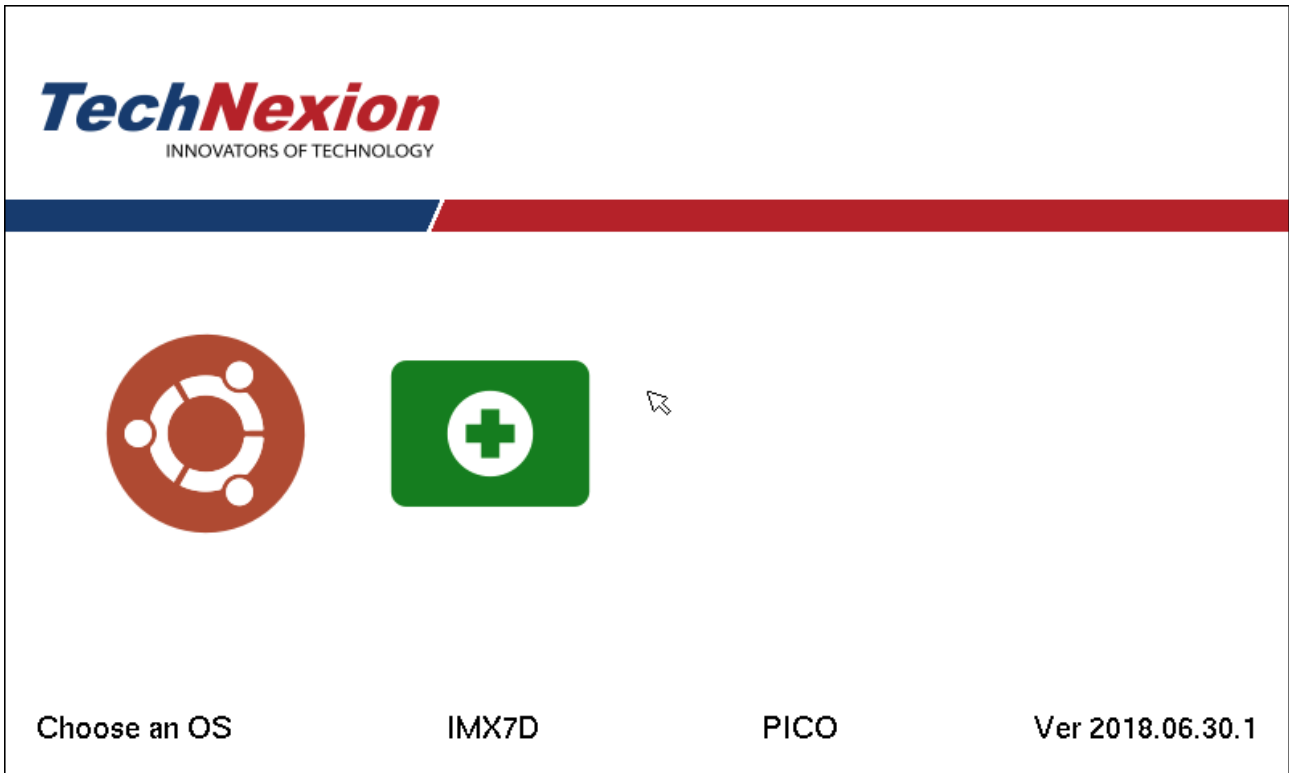 TechNexion
INNOVATORS OF TECHNOLOGY
Choose an OS IMX7D PICO Ver 2018.06.30.1